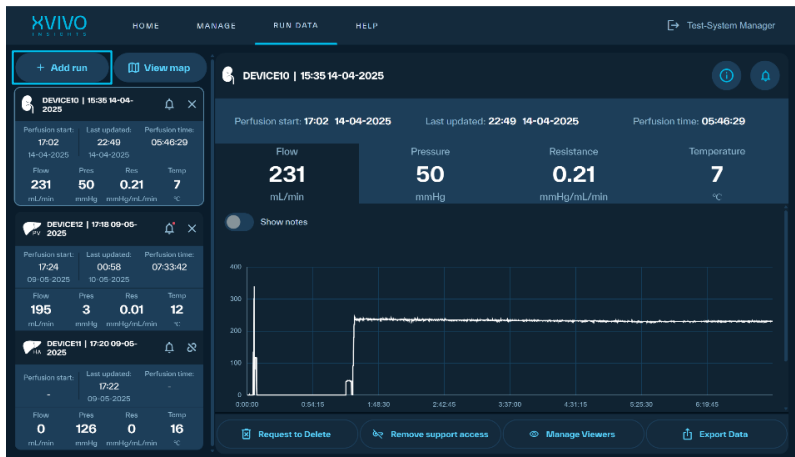 XVIVO
INSIGHTS
HOME MANAGE RUN DATA HELP Test-System Manager
+ Add run
View map
DEVICE10 | 15:35 14-04-
2025
Perfusion start: Last updated: Perfusion time:
17:02 22:49 05:46:29
14-04-2025 14-04-2025
Flow Pres Res Temp
231 50 0.21 7
mL/min mmHg mmHg/mL/min °C
DEVICE12 | 17:18 09-05-
2025
PV
Perfusion start: Last updated: Perfusion time:
17:24 00:58 07:33:42
09-05-2025 10-05-2025
Flow Pres Res Temp
195 3 0.01 12
mL/min mmHg mmHg/mL/min °C
DEVICE11 | 17:20 09-05-
2025
HA
Perfusion start: Last updated: Perfusion time:
- 17:22 -
09-05-2025
Flow Pres Res Temp
0 126 0 16
mL/min mmHg mmHg/mL/min °C
DEVICE10 | 15:35 14-04-2025
Perfusion start: 17:02 14-04-2025 Last updated: 22:49 14-04-2025 Perfusion time: 05:46:29
Flow Pressure Resistance Temperature
231 50 0.21 7
mL/min mmHg mmHg/mL/min °C
Show notes
400
300
200
100
0
0:00:00 0:54:15 1:48:30 2:42:45 3:37:00 4:31:15 5:25:30 6:19:45
Request to Delete Remove support access Manage Viewers Export Data